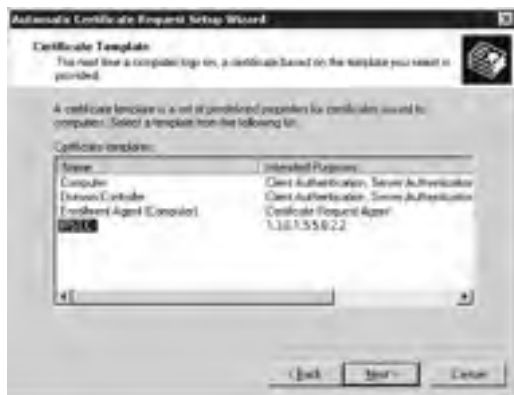 Automatic Certificate Request Setup Wizard
Certificate Template
The next time a computer logs on, a certificate based on the template you select is
provided.
A certificate template is a set of predefined properties for certificates issued to
computers. Select a template from the following list.
Certificate templates:
Name Intended Purposes
Computer Client Authentication, Server Authentication
Domain Controller Client Authentication, Server Authentication
Enrollment Agent (Computer) Certificate Request Agent
IPSEC
< Back Next > Cancel